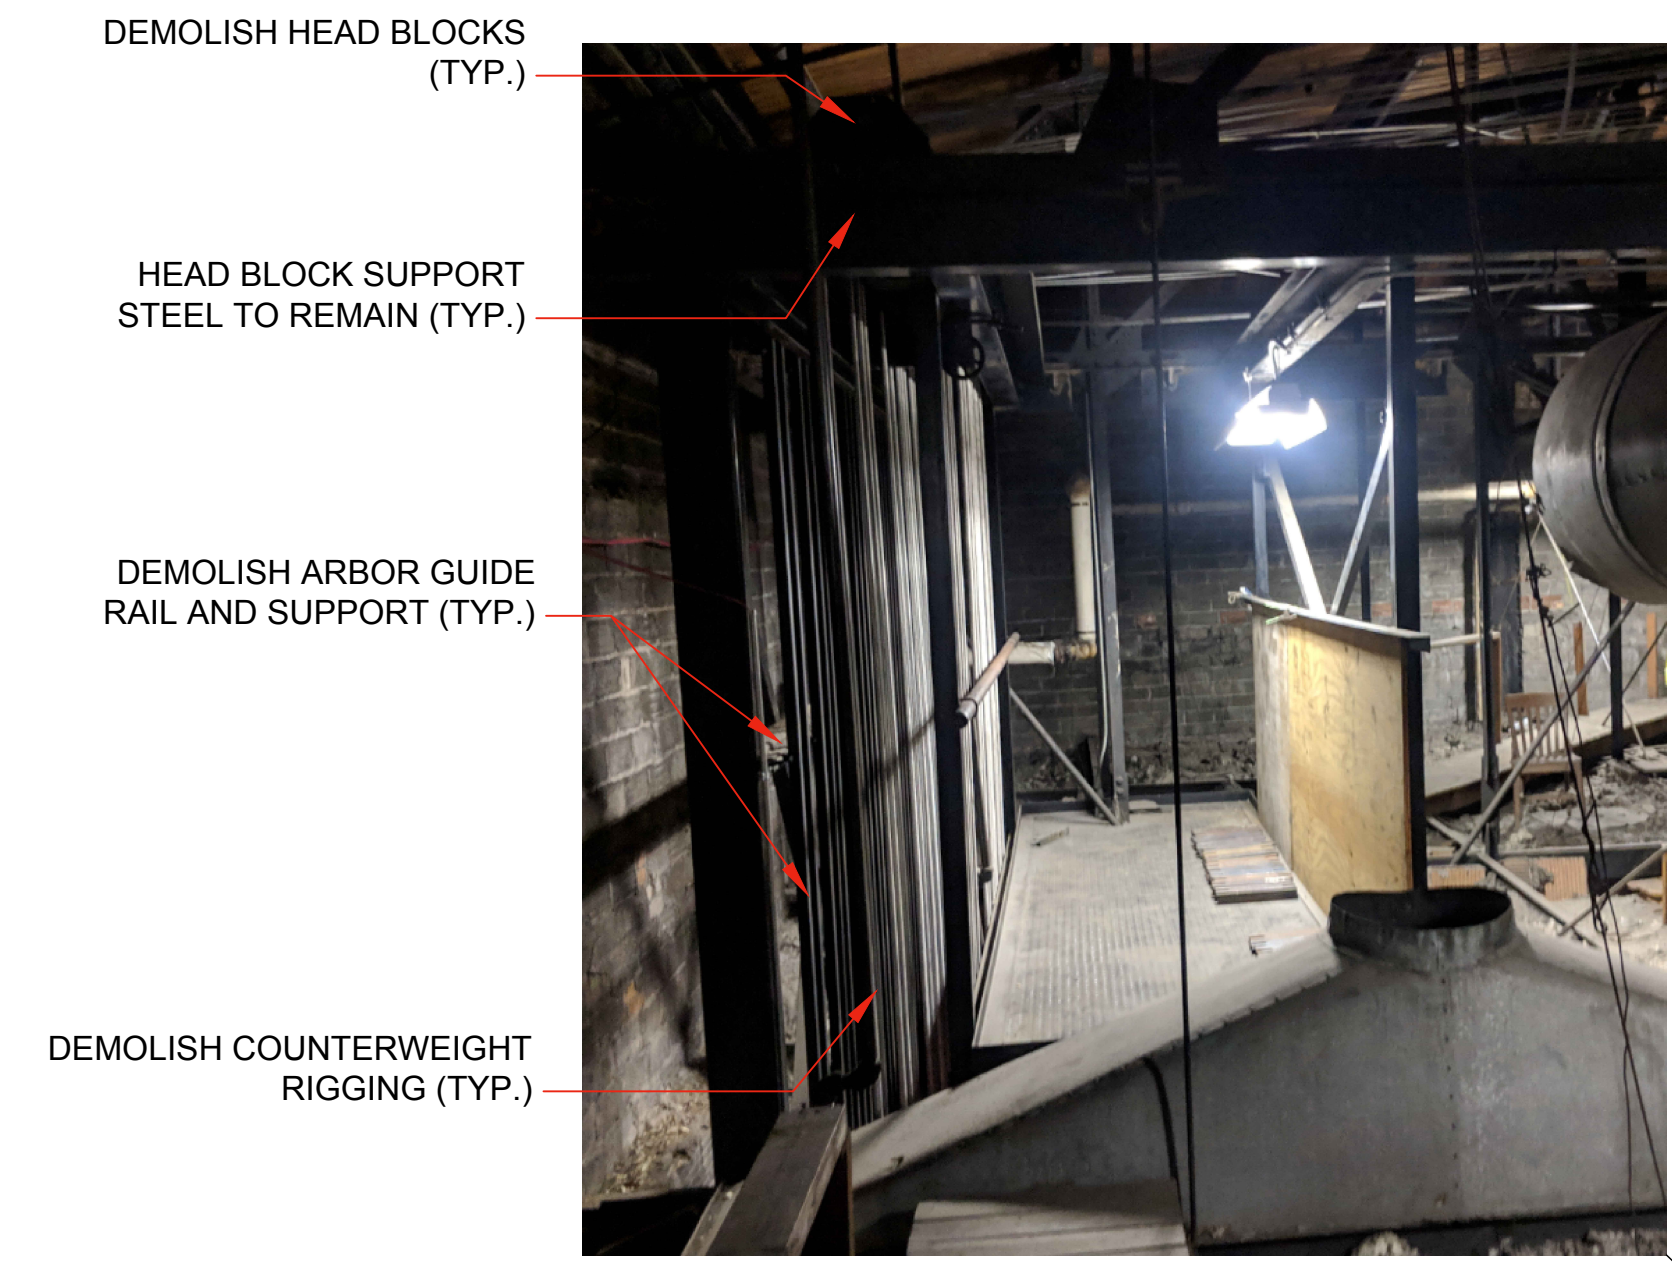 DEMOLISH HEAD BLOCKS
(TYP.)
HEAD BLOCK SUPPORT
STEEL TO REMAIN (TYP.)
DEMOLISH ARBOR GUIDE
RAIL AND SUPPORT (TYP.)
DEMOLISH COUNTERWEIGHT
RIGGING (TYP.)